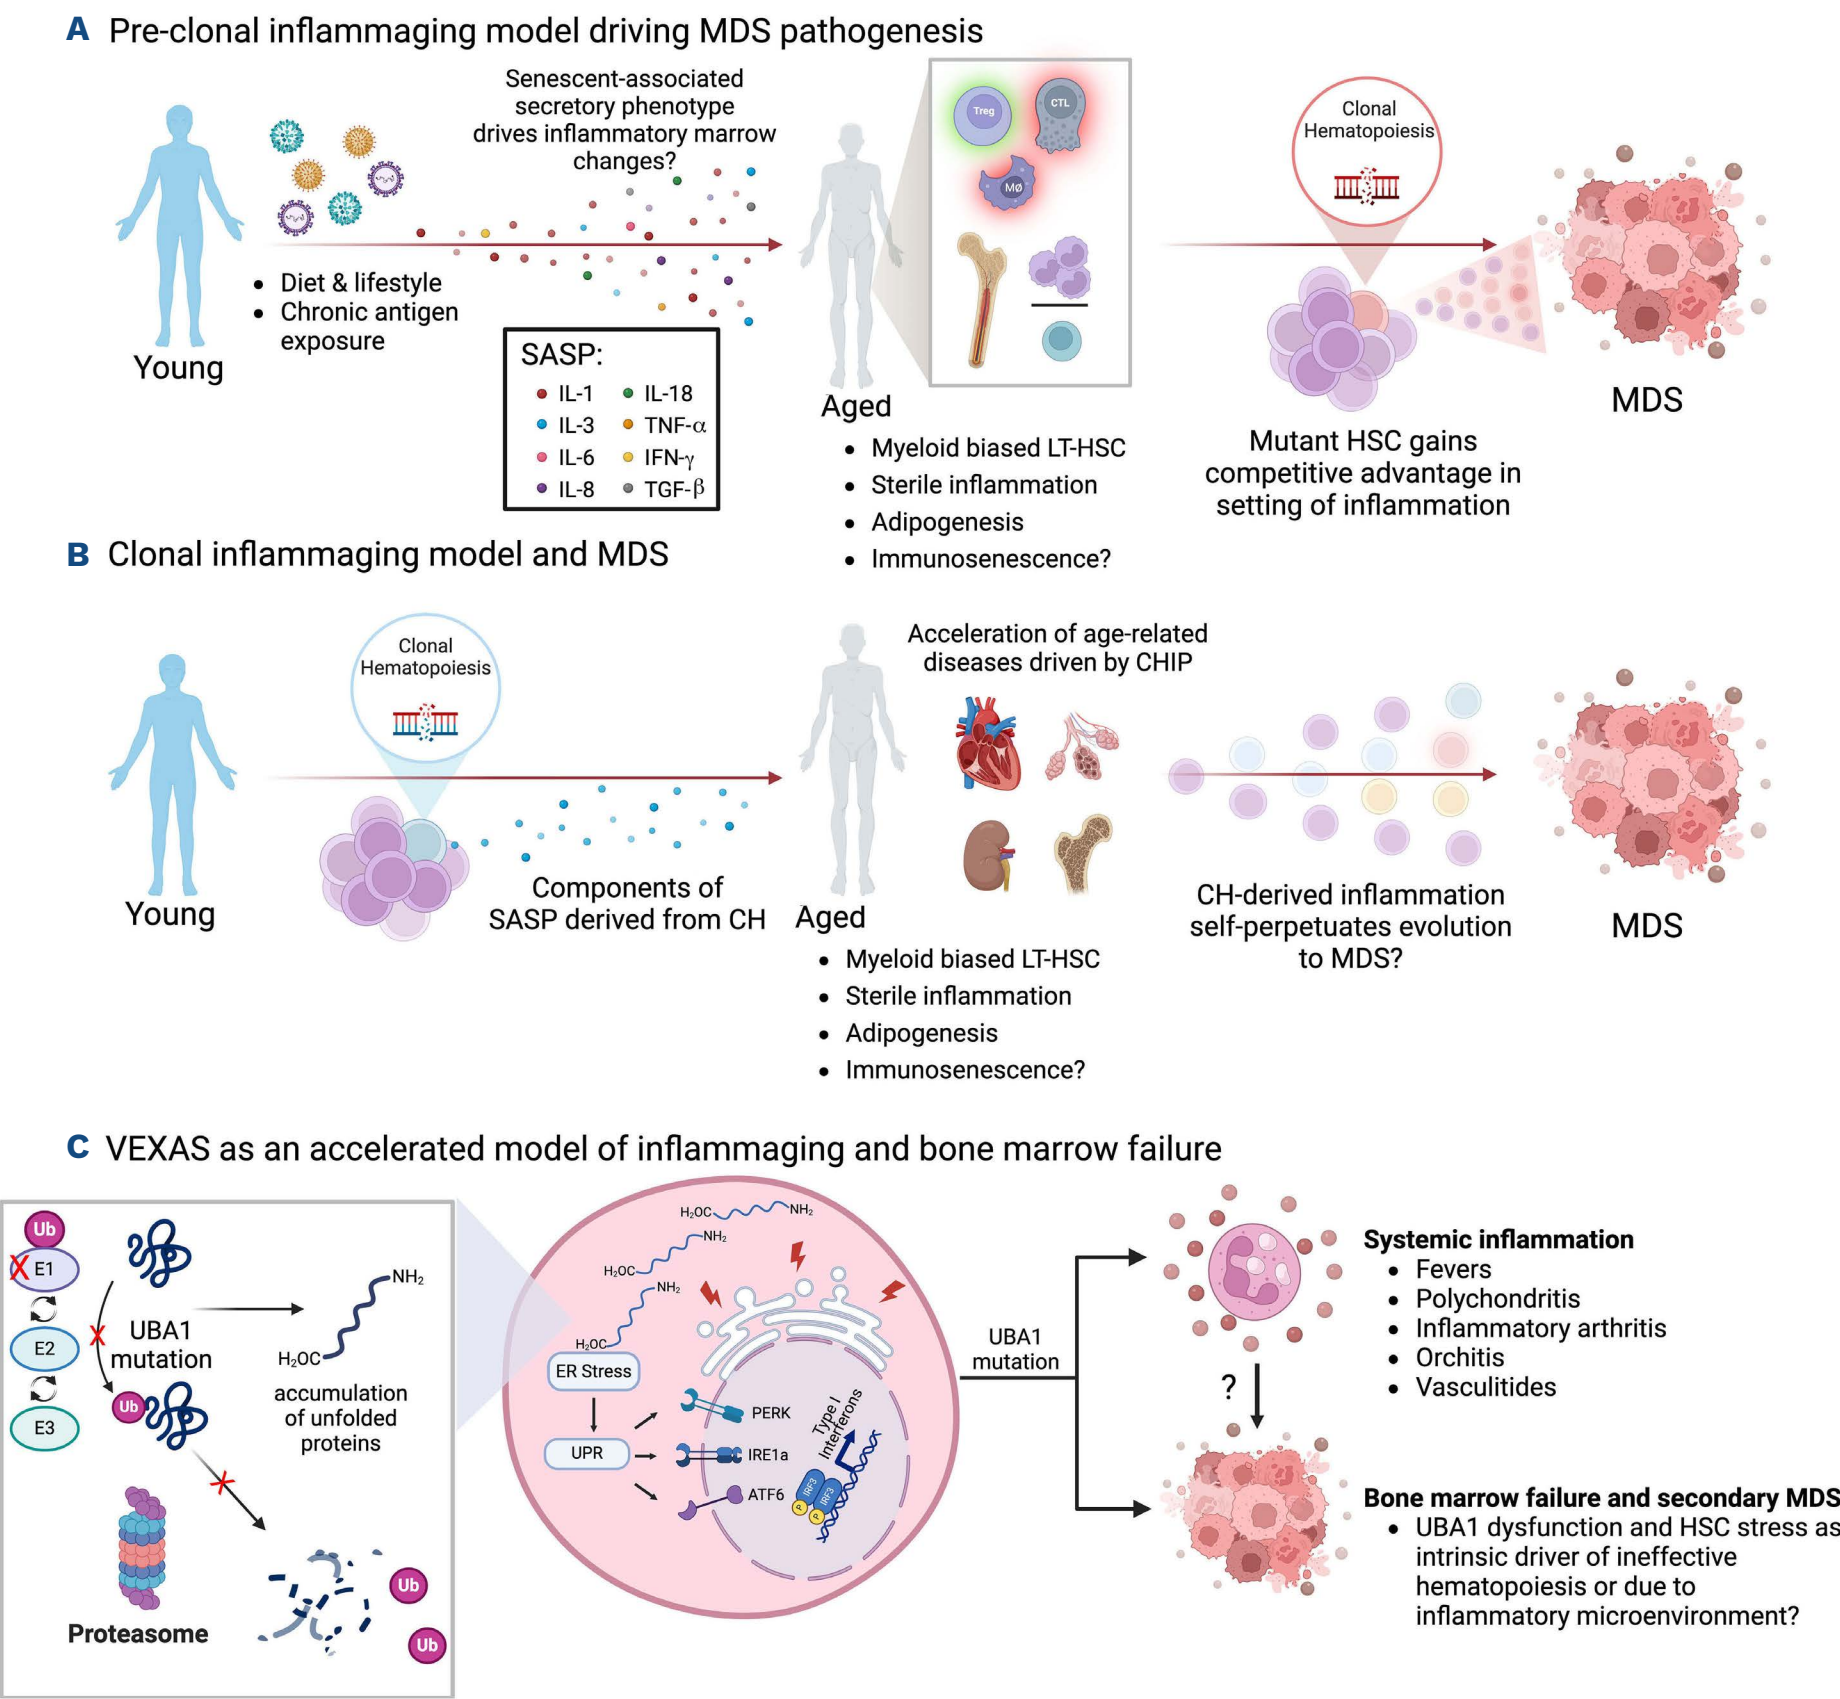 A Pre-clonal inflammaging model driving MDS pathogenesis
Senescent-associated
secretory phenotype
drives inflammatory marrow
changes?
Treg
CTL
MØ
Clonal
Hematopoiesis
Diet & lifestyle
Chronic antigen
exposure
Young
SASP:
IL-1
IL-18
IL-3
TNF-α
IL-6
IFN-γ
IL-8
TGF-β
Aged
Myeloid biased LT-HSC
Sterile inflammation
Adipogenesis
Immunosenescence?
Mutant HSC gains
competitive advantage in
setting of inflammation
MDS
B Clonal inflammaging model and MDS
Clonal
Hematopoiesis
Young
Components of
SASP derived from CH
Aged
Acceleration of age-related
diseases driven by CHIP
Myeloid biased LT-HSC
Sterile inflammation
Adipogenesis
Immunosenescence?
CH-derived inflammation
self-perpetuates evolution
to MDS?
MDS
C VEXAS as an accelerated model of inflammaging and bone marrow failure
Ub
X E1
E2
E3
X
UBA1
mutation
Ub
NH₂
H₂OC
accumulation
of unfolded
proteins
X
Proteasome
Ub
Ub
H₂OC NH₂
H₂OC NH₂
H₂OC NH₂
ER Stress
UPR
PERK
IRE1a
ATF6
Type I
Interferons
IRF3
IRF3
P
P
UBA1
mutation
Systemic inflammation
Fevers
Polychondritis
Inflammatory arthritis
Orchitis
Vasculitides
?
Bone marrow failure and secondary MDS
UBA1 dysfunction and HSC stress as
intrinsic driver of ineffective
hematopoiesis or due to
inflammatory microenvironment?